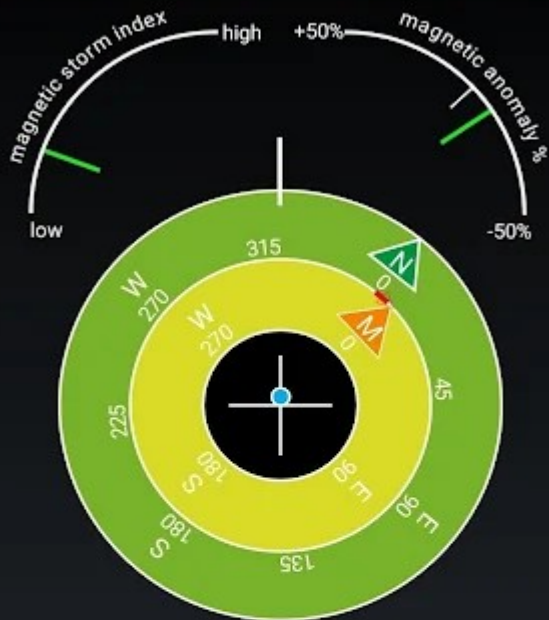 magnetic storm index
high
+50%
magnetic anomaly %
low
-50%
315
N
0
W
270
M
0
W
270
45
225
180
S
90
E
90
E
180
S
135